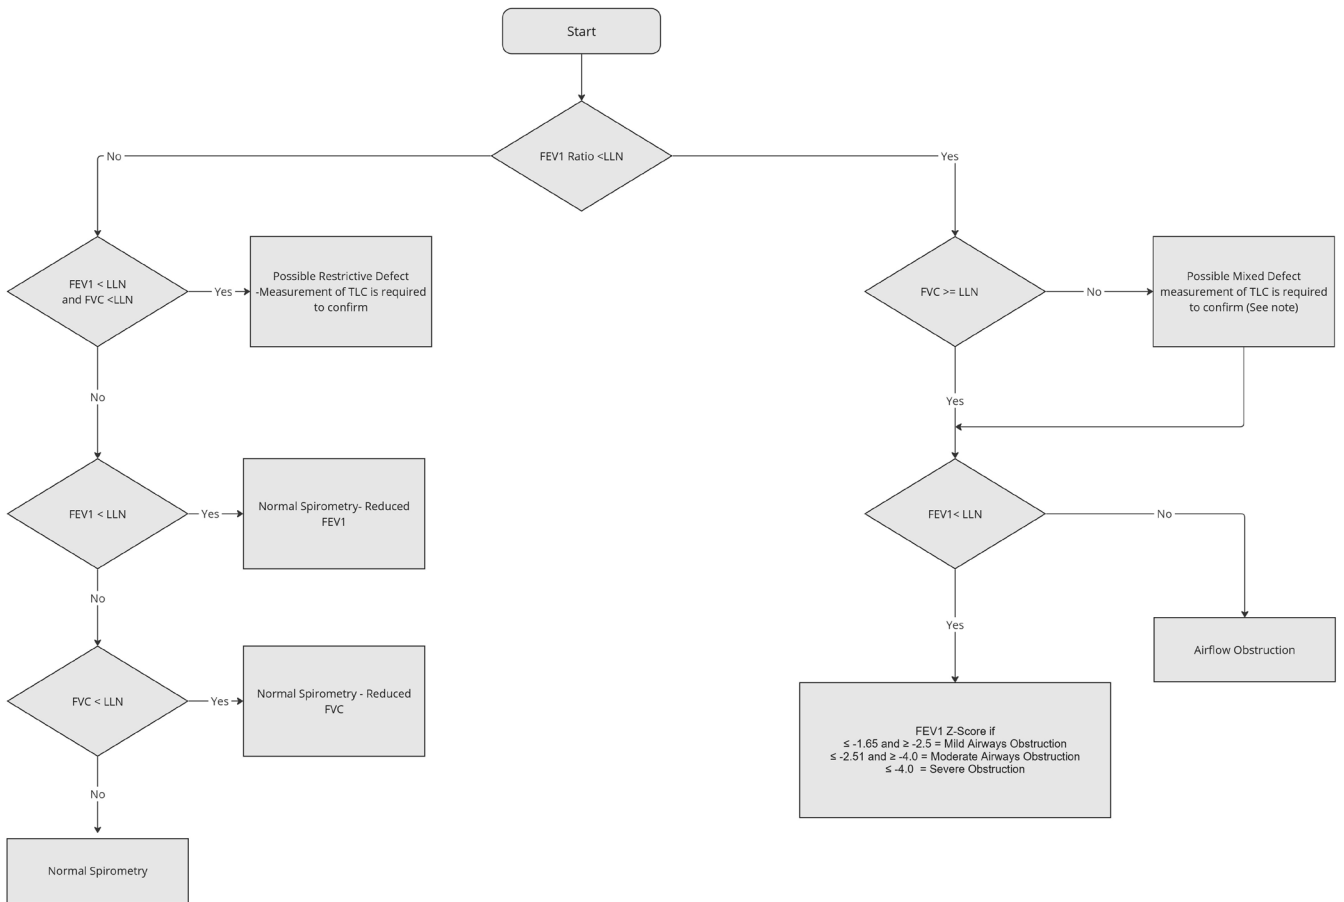 Start
FEV1 Ratio <LLN
No
Yes
FEV1 < LLN
and FVC <LLN
Yes
Possible Restrictive Defect
-Measurement of TLC is required
to confirm
FVC >= LLN
No
Possible Mixed Defect
measurement of TLC is required
to confirm (See note)
No
Yes
FEV1 < LLN
Yes
Normal Spirometry- Reduced
FEV1
FEV1< LLN
No
No
Yes
Airflow Obstruction
FVC < LLN
Yes
Normal Spirometry - Reduced
FVC
FEV1 Z-Score if
≤ -1.65 and ≥ -2.5 = Mild Airways Obstruction
≤ -2.51 and ≥ -4.0 = Moderate Airways Obstruction
≤ -4.0 = Severe Obstruction
No
Normal Spirometry